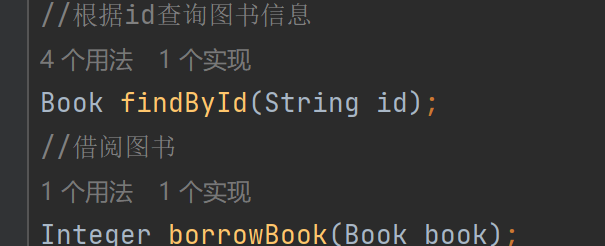 //根据id查询图书信息
4 个用法 1 个实现
Book findById(String id);
//借阅图书
1 个用法 1 个实现
Integer borrowBook(Book book);